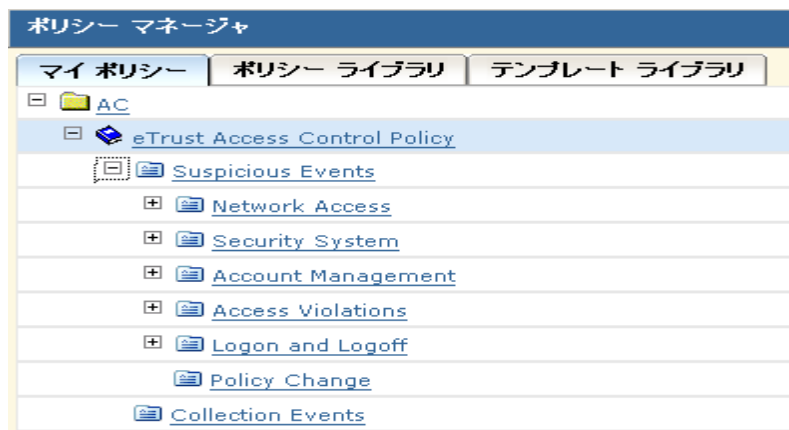 ポリシー マネージャ
マイ ポリシー ポリシー ライブラリ テンプレート ライブラリ
AC
eTrust Access Control Policy
Suspicious Events
Network Access
Security System
Account Management
Access Violations
Logon and Logoff
Policy Change
Collection Events